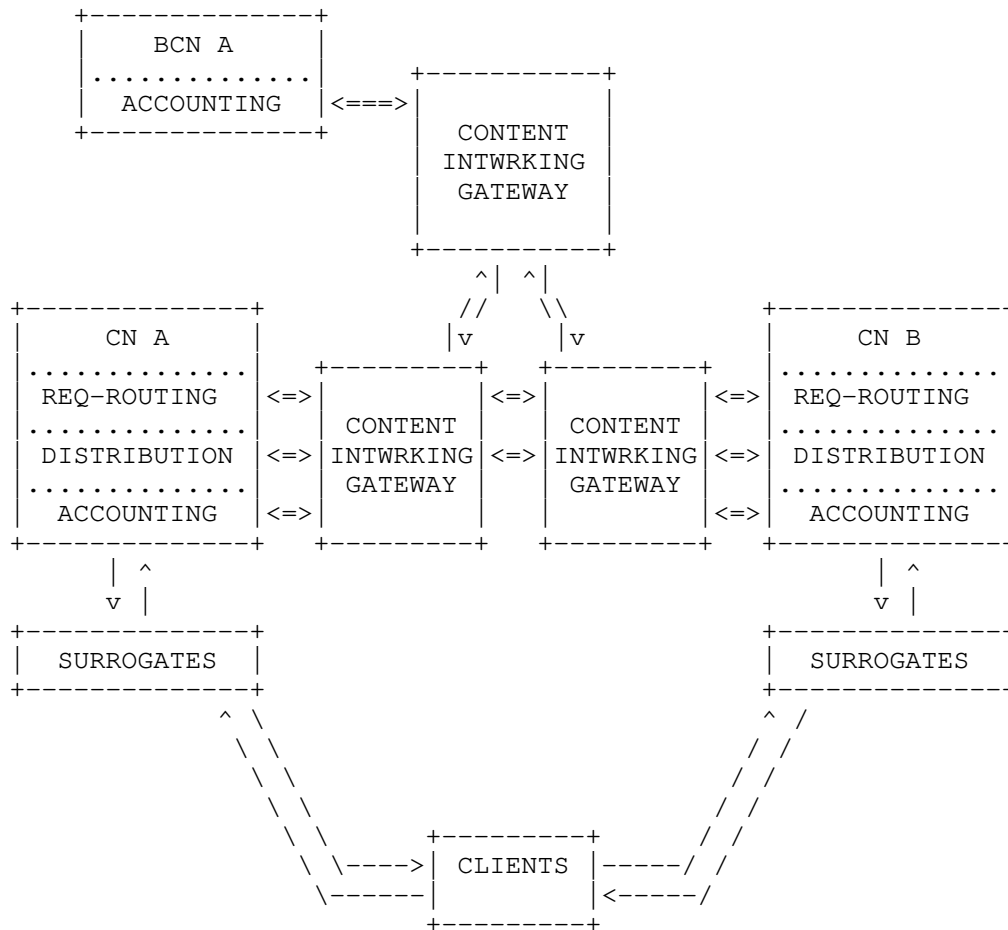 BCN A
ACCOUNTING
CONTENT
INTWRKING
GATEWAY
CN A
REQ-ROUTING
DISTRIBUTION
ACCOUNTING
CONTENT
INTWRKING
GATEWAY
CONTENT
INTWRKING
GATEWAY
CN B
REQ-ROUTING
DISTRIBUTION
ACCOUNTING
SURROGATES
SURROGATES
CLIENTS